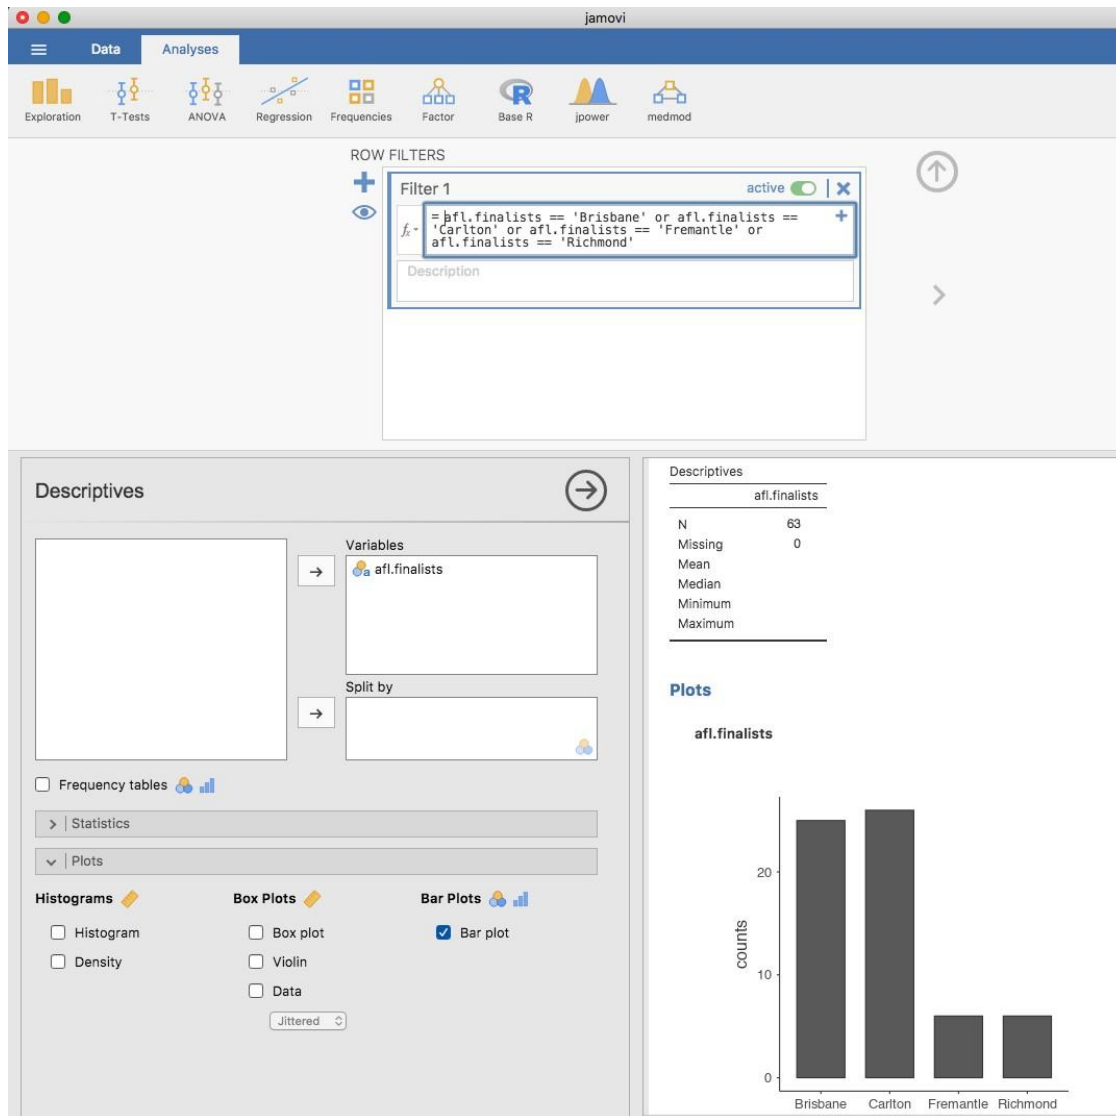 jamovi
Data Analyses
Exploration T-Tests ANOVA Regression Frequencies Factor Base R jpower medmod
ROW FILTERS
Filter 1 active
fx = afl.finalists == 'Brisbane' or afl.finalists ==
'Carlton' or afl.finalists == 'Fremantle' or
afl.finalists == 'Richmond'
Description
Descriptives
Variables
a afl.finalists
Split by
Frequency tables
Statistics
Plots
Histograms Box Plots Bar Plots
Histogram Box plot Bar plot
Density Violin
Data
Jittered
Descriptives
afl.finalists
N 63
Missing 0
Mean
Median
Minimum
Maximum
Plots
afl.finalists
counts
20
10
0
Brisbane Carlton Fremantle Richmond